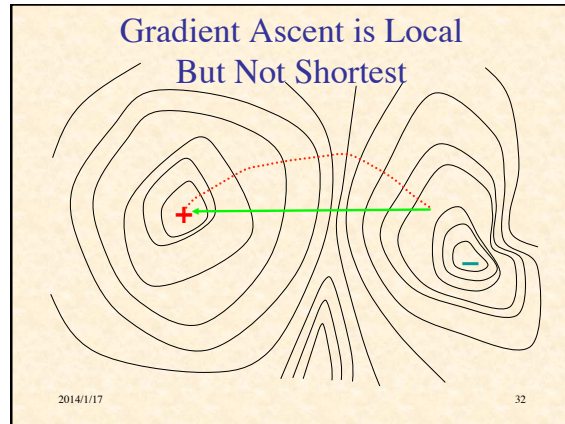 Gradient Ascent is Local
But Not Shortest
+
−
2014/1/17
32